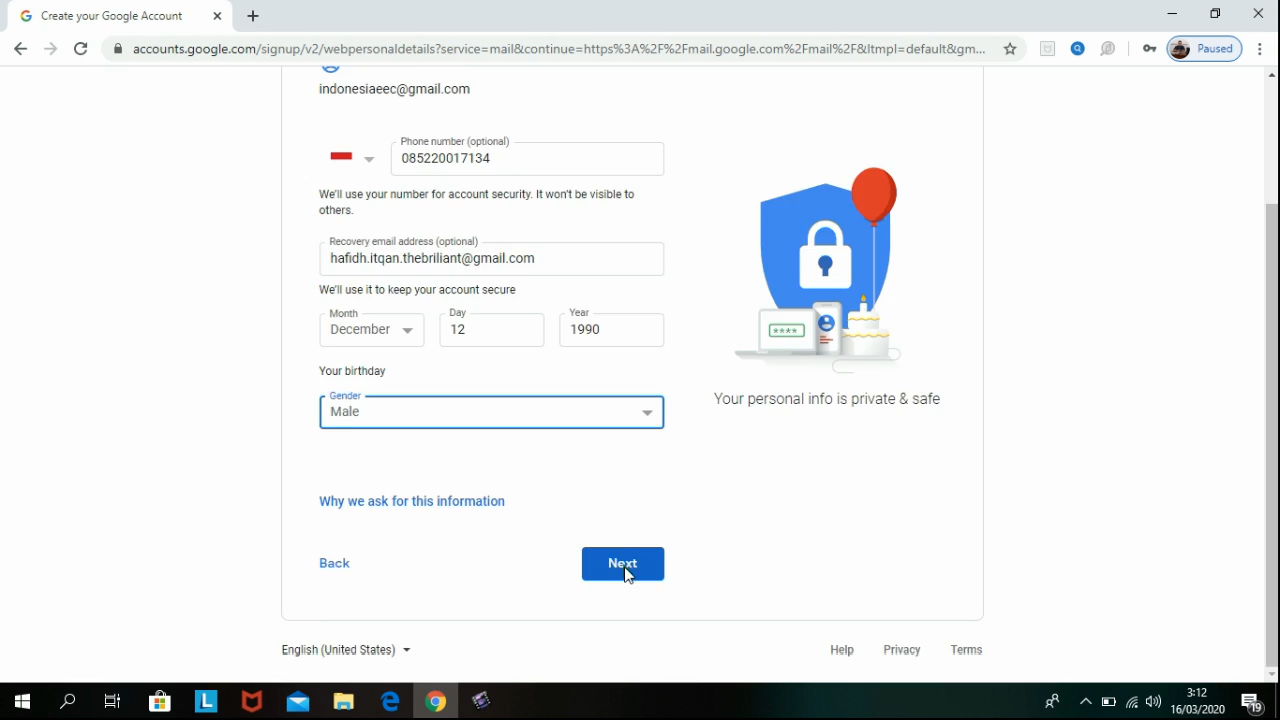 Create your Google Account
accounts.google.com/signup/v2/webpersonaldetails?service=mail&continue=https%3A%2F%2Fmail.google.com%2Fmail%2F&ltmpl=default&gm...
Paused
indonesiaeec@gmail.com
Phone number (optional)
085220017134
We'll use your number for account security. It won't be visible to
others.
Recovery email address (optional)
hafidh.itqan.thebriliant@gmail.com
We'll use it to keep your account secure
Month
Day
Year
December
12
1990
Your birthday
Gender
Male
Why we ask for this information
Back
Next
****
Your personal info is private & safe
English (United States)
Help
Privacy
Terms
L
3:12
16/03/2020
19